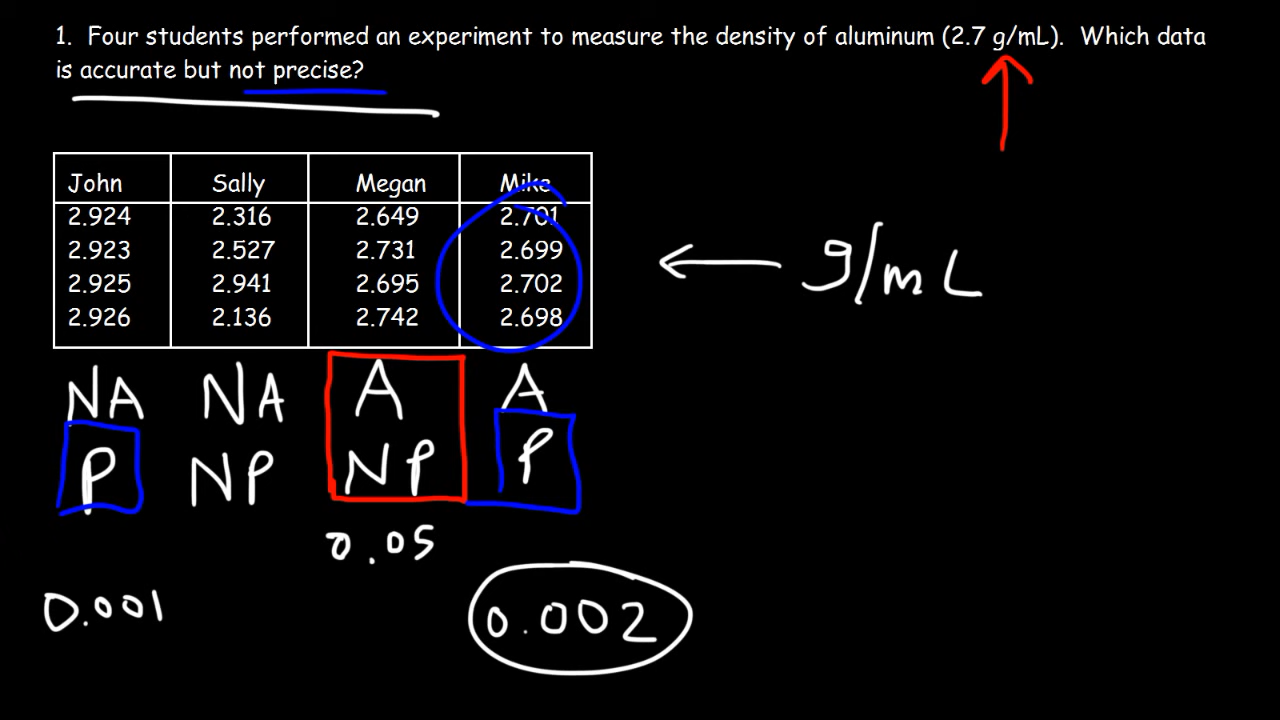 1. Four students performed an experiment to measure the density of aluminum (2.7 g/mL). Which data
is accurate but not precise?
John Sally Megan Mike
2.924 2.316 2.649 2.701
2.923 2.527 2.731 2.699
2.925 2.941 2.695 2.702
2.926 2.136 2.742 2.698
g/mL
NA NA A A
P NP NP P
0.05
0.001 0.002